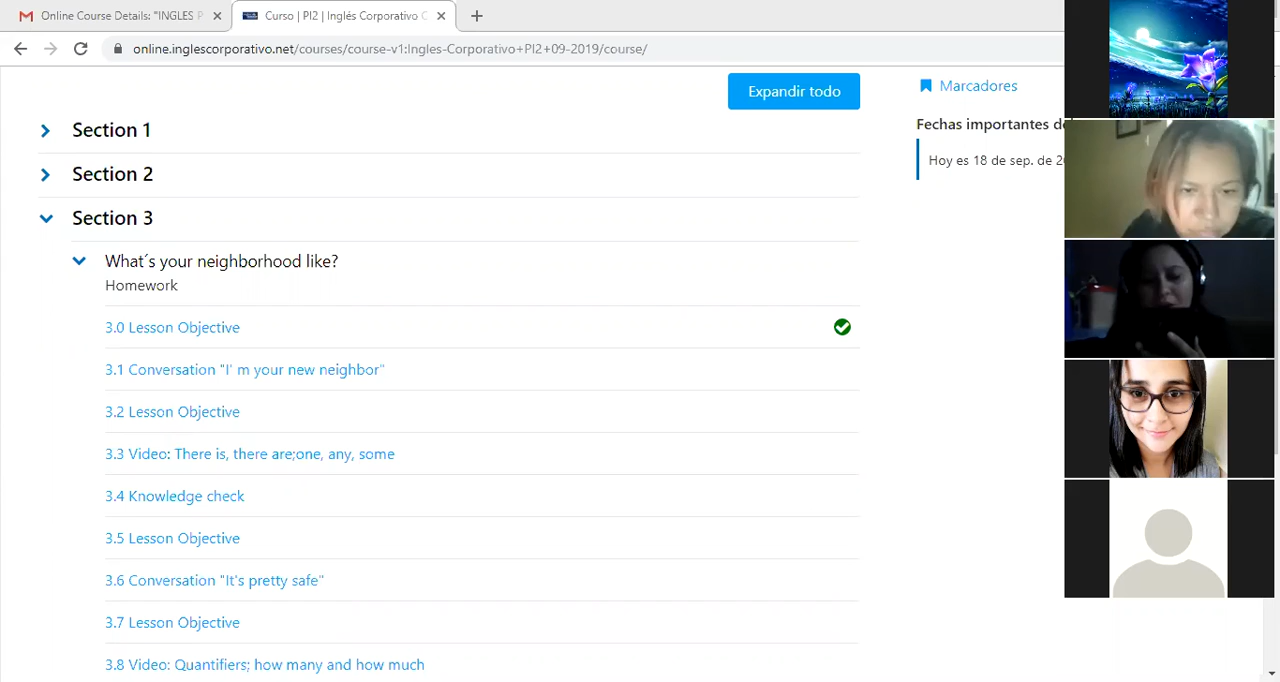 Online Course Details: "INGLES P
Curso | PI2 | Inglés Corporativo C
online.inglescorporativo.net/courses/course-v1:Ingles-Corporativo+PI2+09-2019/course/
Expandir todo
Marcadores
Section 1
Fechas importantes de
Hoy es 18 de sep. de 2
Section 2
Section 3
What´s your neighborhood like?
Homework
3.0 Lesson Objective
3.1 Conversation "I' m your new neighbor"
3.2 Lesson Objective
3.3 Video: There is, there are;one, any, some
3.4 Knowledge check
3.5 Lesson Objective
3.6 Conversation "It's pretty safe"
3.7 Lesson Objective
3.8 Video: Quantifiers; how many and how much